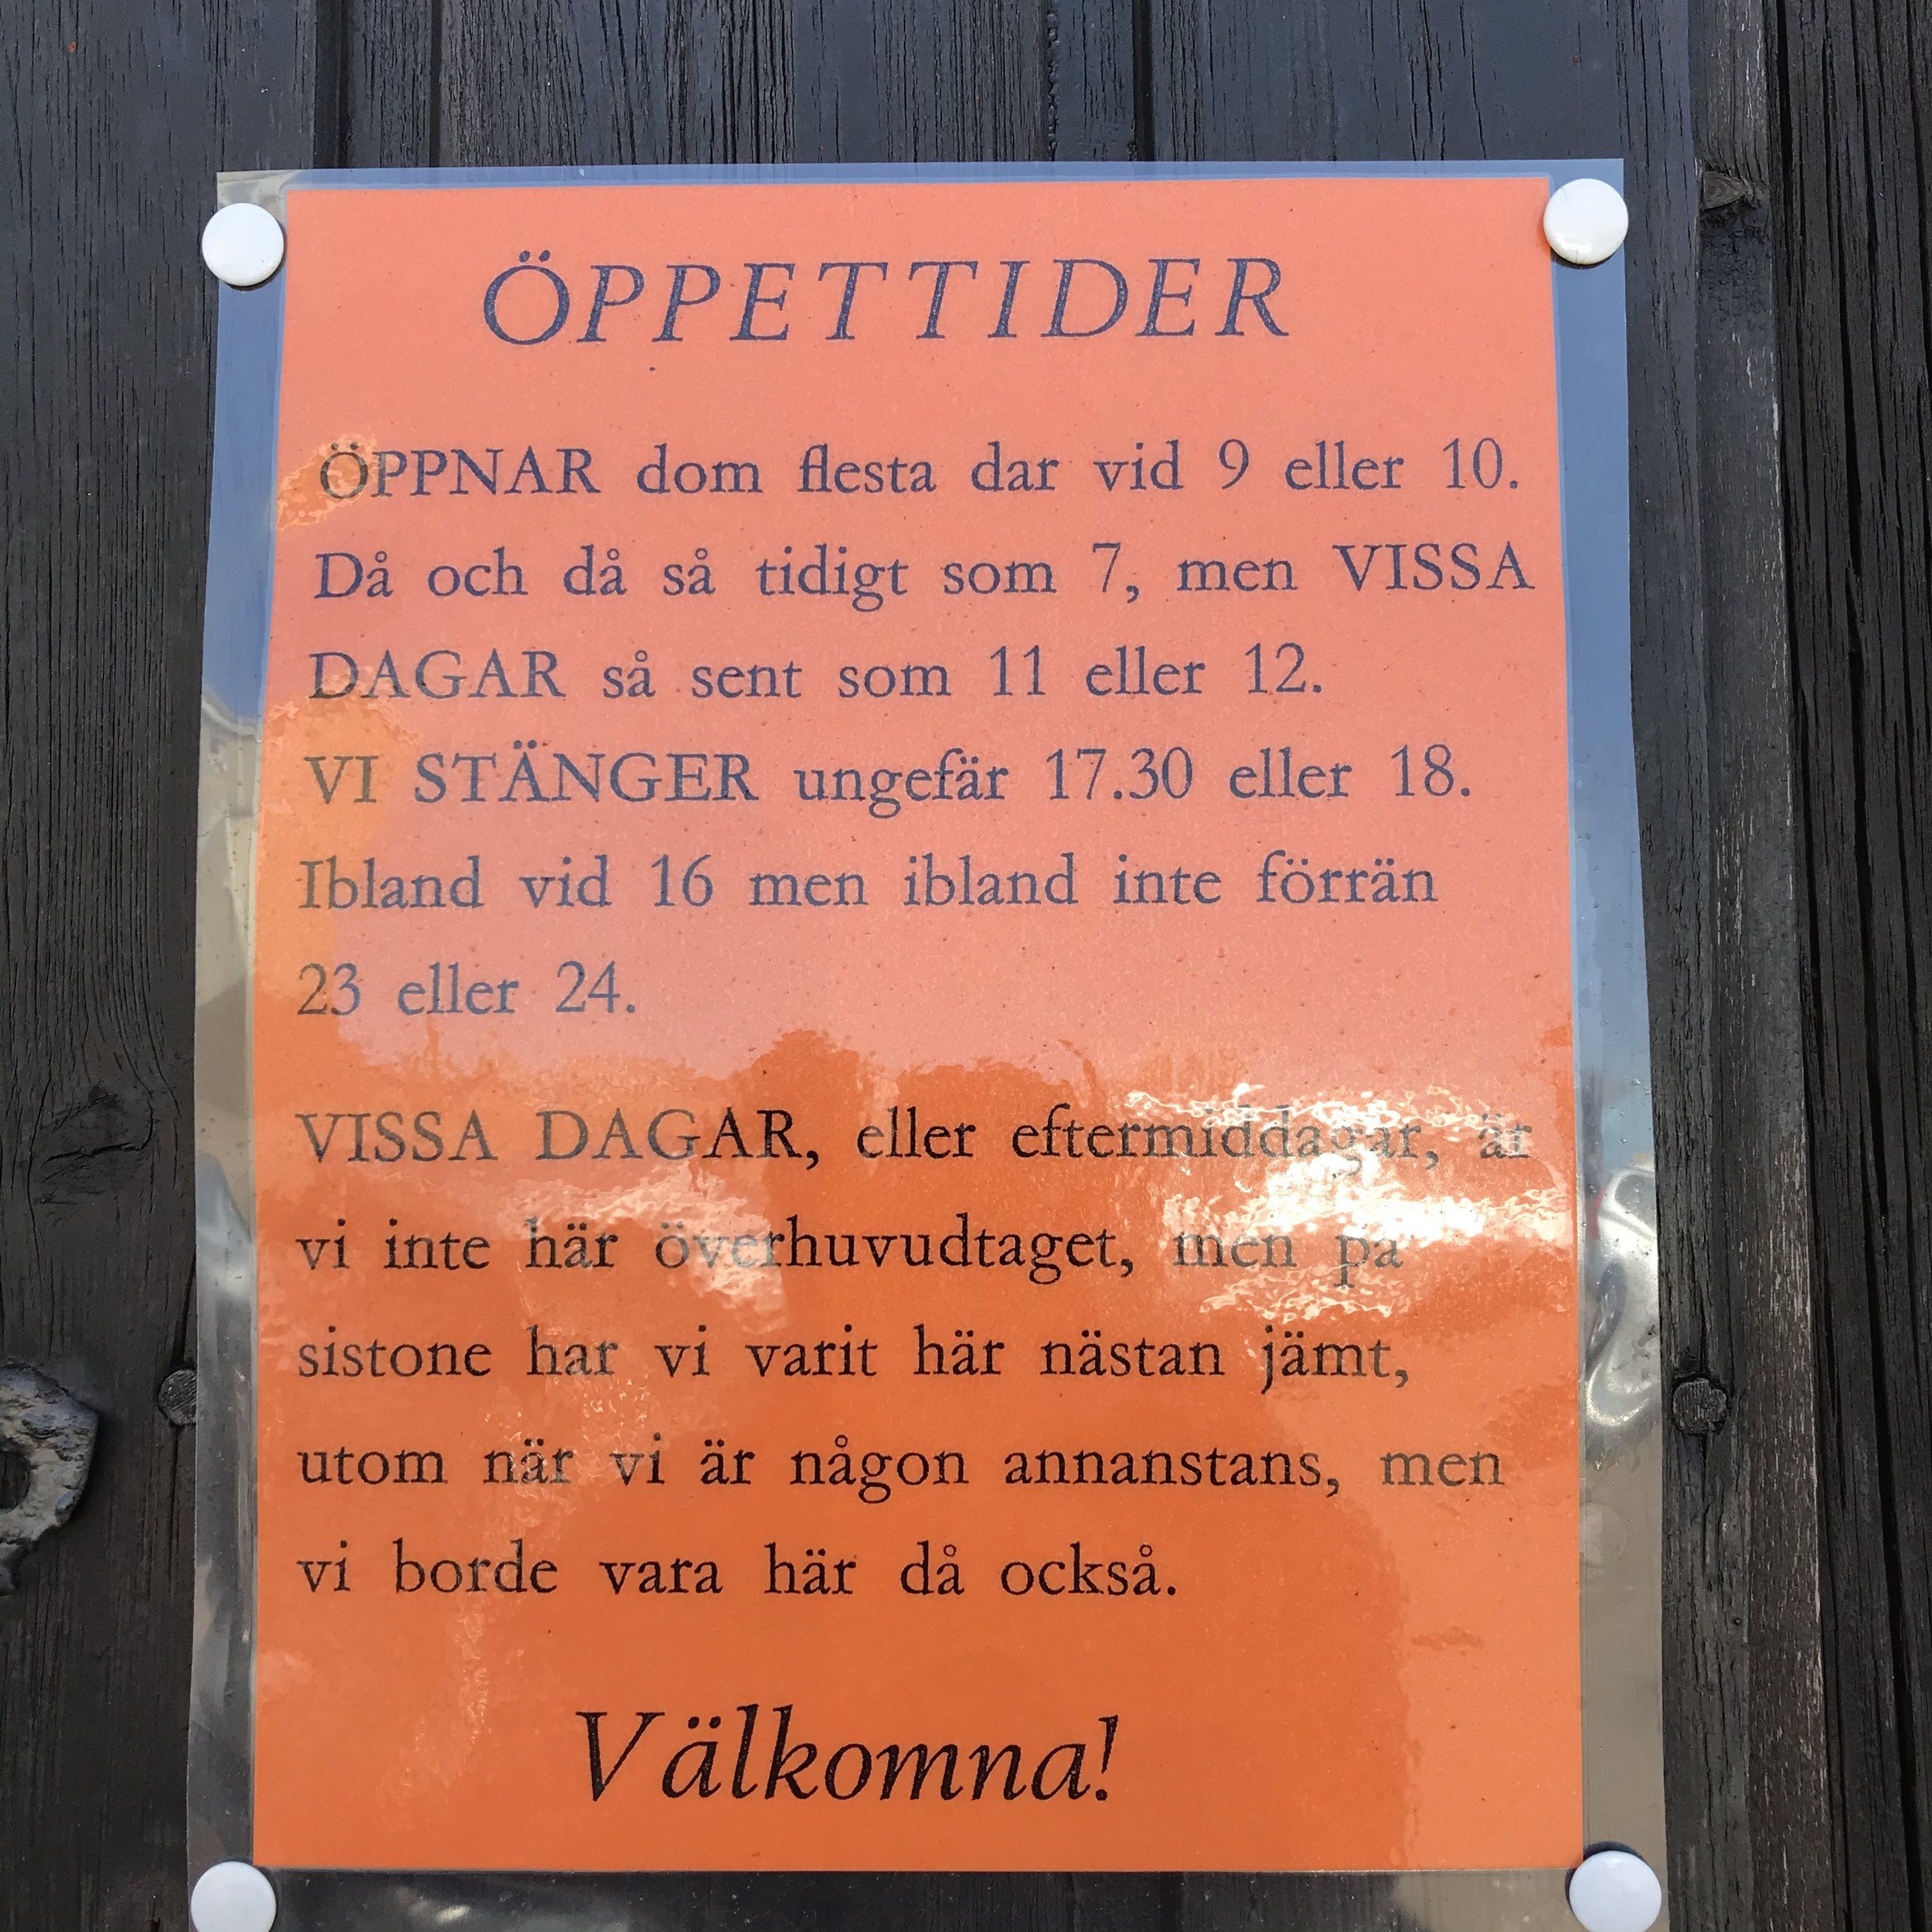 ÖPPETTIDER
ÖPPNAR dom flesta dar vid 9 eller 10.
Då och då så tidigt som 7, men VISSA
DAGAR så sent som 11 eller 12.
VI STÄNGER ungefär 17.30 eller 18.
Ibland vid 16 men ibland inte förrän
23 eller 24.
VISSA DAGAR, eller eftermiddagar, är
vi inte här överhuvudtaget, men på
sistone har vi varit här nästan jämt,
utom när vi är någon annanstans, men
vi borde vara här då också.
Välkomna!